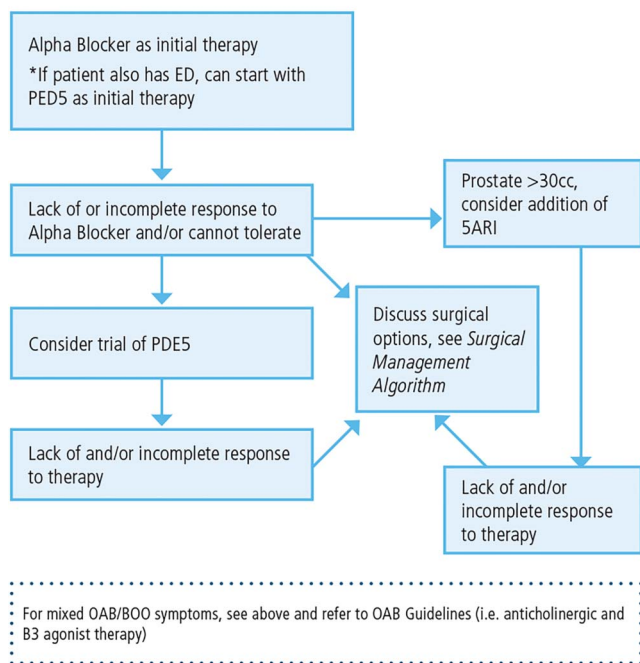 Alpha Blocker as initial therapy
*If patient also has ED, can start with
PED5 as initial therapy
Lack of or incomplete response to
Alpha Blocker and/or cannot tolerate
Prostate >30cc,
consider addition of
5ARI
Consider trial of PDE5
Discuss surgical
options, see Surgical
Management
Algorithm
Lack of and/or incomplete response
to therapy
Lack of and/or
incomplete response
to therapy
For mixed OAB/BOO symptoms, see above and refer to OAB Guidelines (i.e. anticholinergic and
B3 agonist therapy)